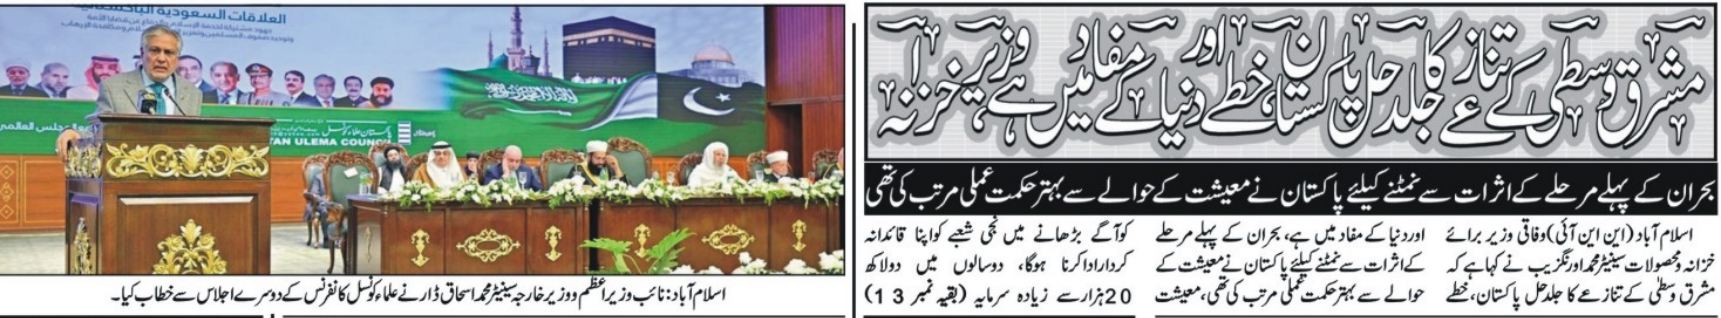 العلاقات السعودية الباكستانية
پاکستان علماء کونسل
TAN ULEMA COUNCIL
اسلام آباد: نائب وزیر اعظم و وزیر خارجہ سینیٹر محمد اسحاق ڈار نے علماء کونسل کانفرنس کے دوسرے اجلاس سے خطاب کیا۔
مشرق وسطیٰ کے تنازعے کا جلد حل پاکستان، خطے اور دنیا کے مفاد میں ہے، وزیر خزانہ
بحران کے پہلے مرحلے کے اثرات سے نمٹنے کیلئے پاکستان نے معیشت کے حوالے سے بہتر حکمت عملی مرتب کی تھی
اسلام آباد (این این آئی) وفاقی وزیر برائے
خزانہ و محصولات سینیٹر محمد اورنگزیب نے کہا ہے کہ
مشرق وسطیٰ کے تنازعے کا جلد حل پاکستان، خطے
اور دنیا کے مفاد میں ہے، بحران کے پہلے مرحلے
کے اثرات سے نمٹنے کیلئے پاکستان نے معیشت کے
حوالے سے بہتر حکمت عملی مرتب کی تھی، معیشت
کو آگے بڑھانے میں نجی شعبے کو اپنا قائدانہ
کردار ادا کرنا ہوگا، دو سالوں میں دو لاکھ
20 ہزار سے زیادہ سرمایہ (بقیہ نمبر 13)